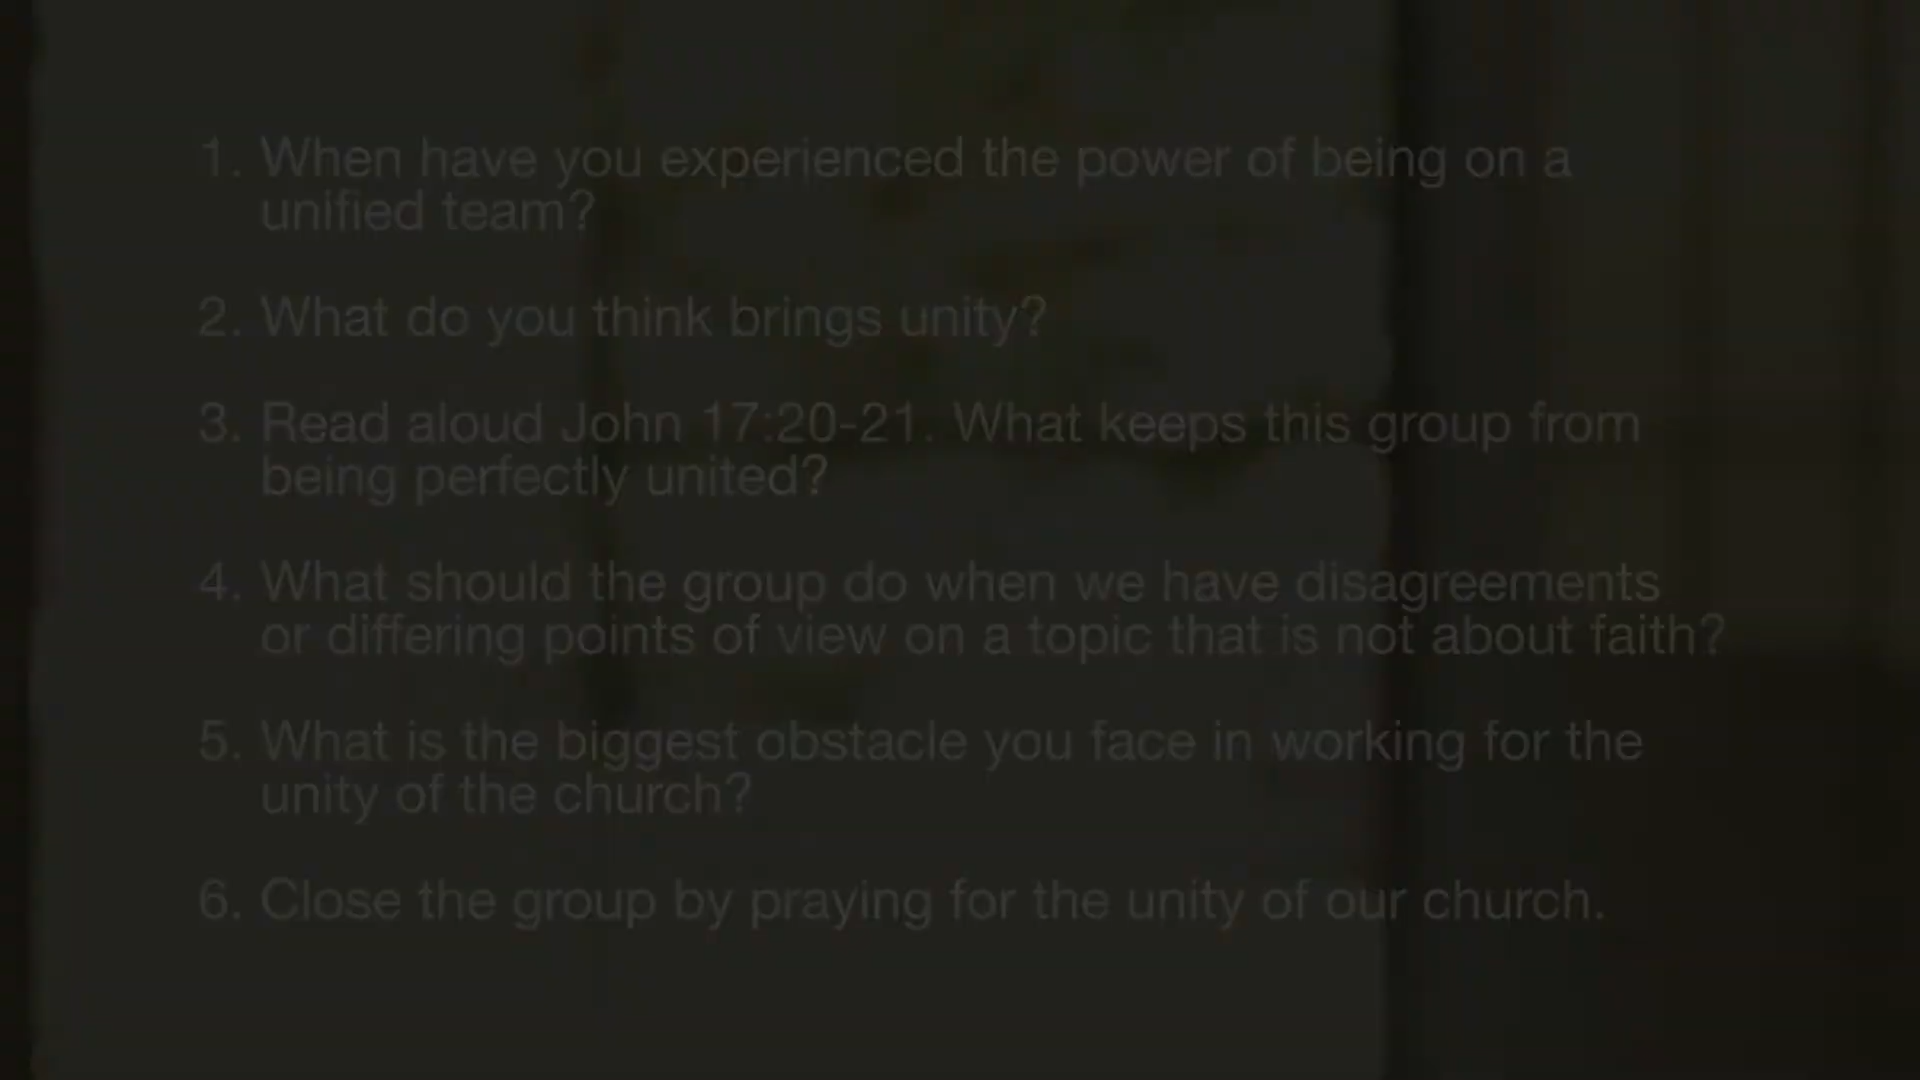 1. When have you experienced the power of being on a
unified team?
2. What do you think brings unity?
3. Read aloud John 17:20-21. What keeps this group from
being perfectly united?
4. What should the group do when we have disagreements
or differing points of view on a topic that is not about faith?
5. What is the biggest obstacle you face in working for the
unity of the church?
6. Close the group by praying for the unity of our church.